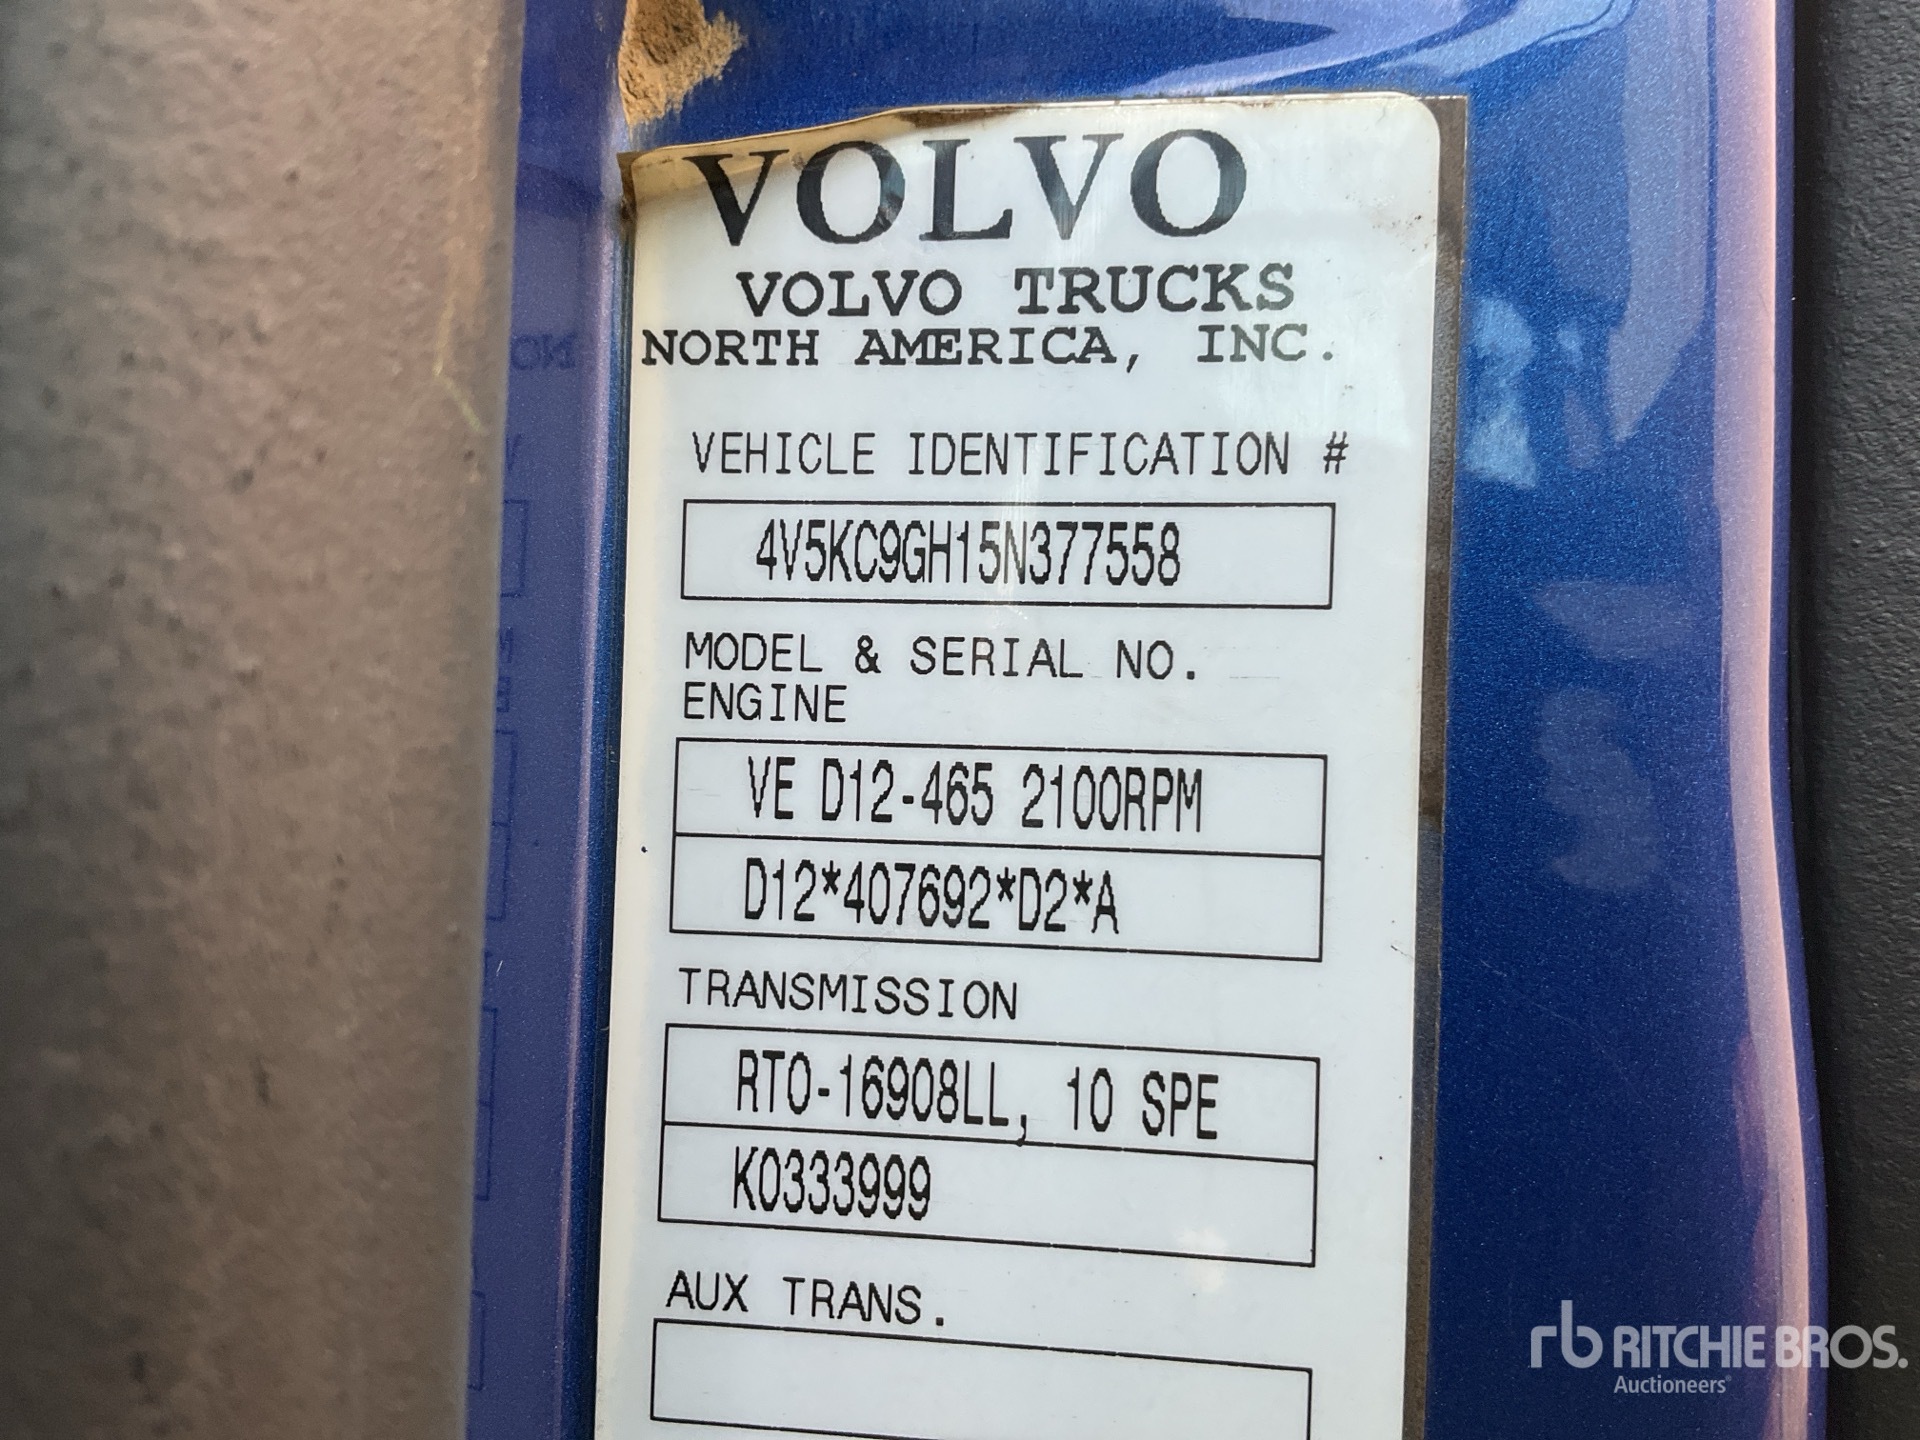 VOLVO
VOLVO TRUCKS
NORTH AMERICA, INC.
VEHICLE IDENTIFICATION #
4V5KC9GH15N377558
MODEL & SERIAL NO.
ENGINE
VE D12-465 2100RPM
D12*407692*D2*A
TRANSMISSION
RTO-16908LL, 10 SPE
K0333999
AUX TRANS.
rb RITCHIE BROS.
Auctioneers